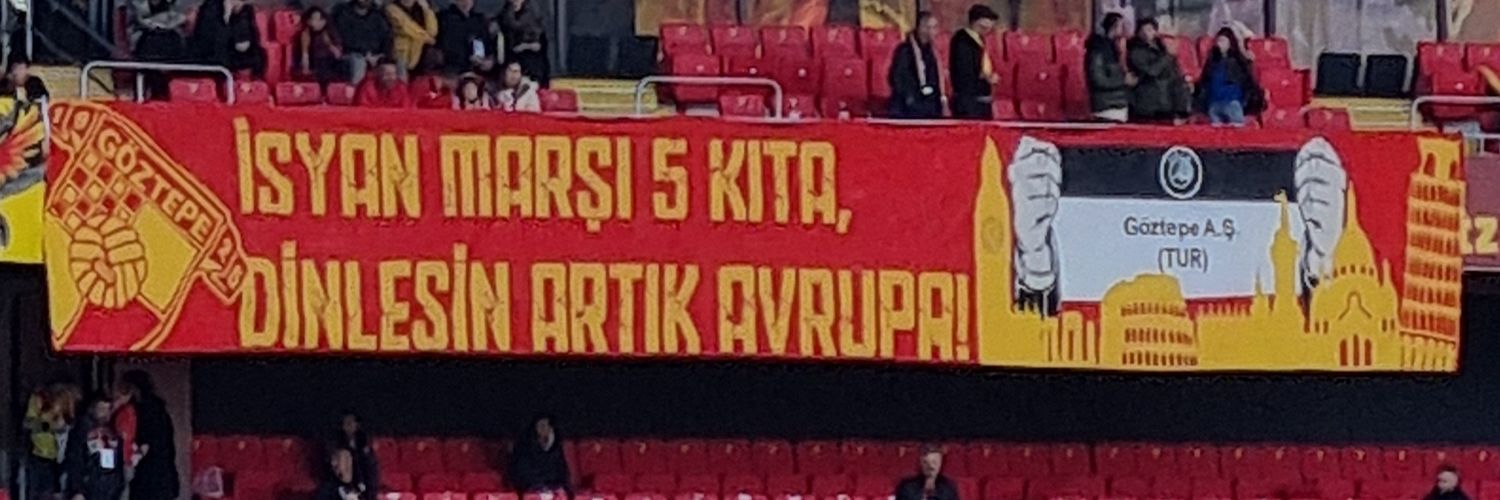 GÖZTEPE
İSYAN MARŞI 5 KITA,
DİNLESİN ARTIK AVRUPA!
Göztepe A.Ş
(TUR)